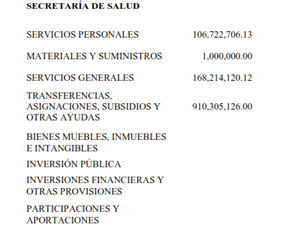 SECRETARÍA DE SALUD
SERVICIOS PERSONALES 106,722,706.13
MATERIALES Y SUMINISTROS 1,000,000.00
SERVICIOS GENERALES 168,214,120.12
TRANSFERENCIAS,
ASIGNACIONES, SUBSIDIOS Y 910,305,126.00
OTRAS AYUDAS
BIENES MUEBLES, INMUEBLES
E INTANGIBLES
INVERSIÓN PÚBLICA
INVERSIONES FINANCIERAS Y
OTRAS PROVISIONES
PARTICIPACIONES Y
APORTACIONES